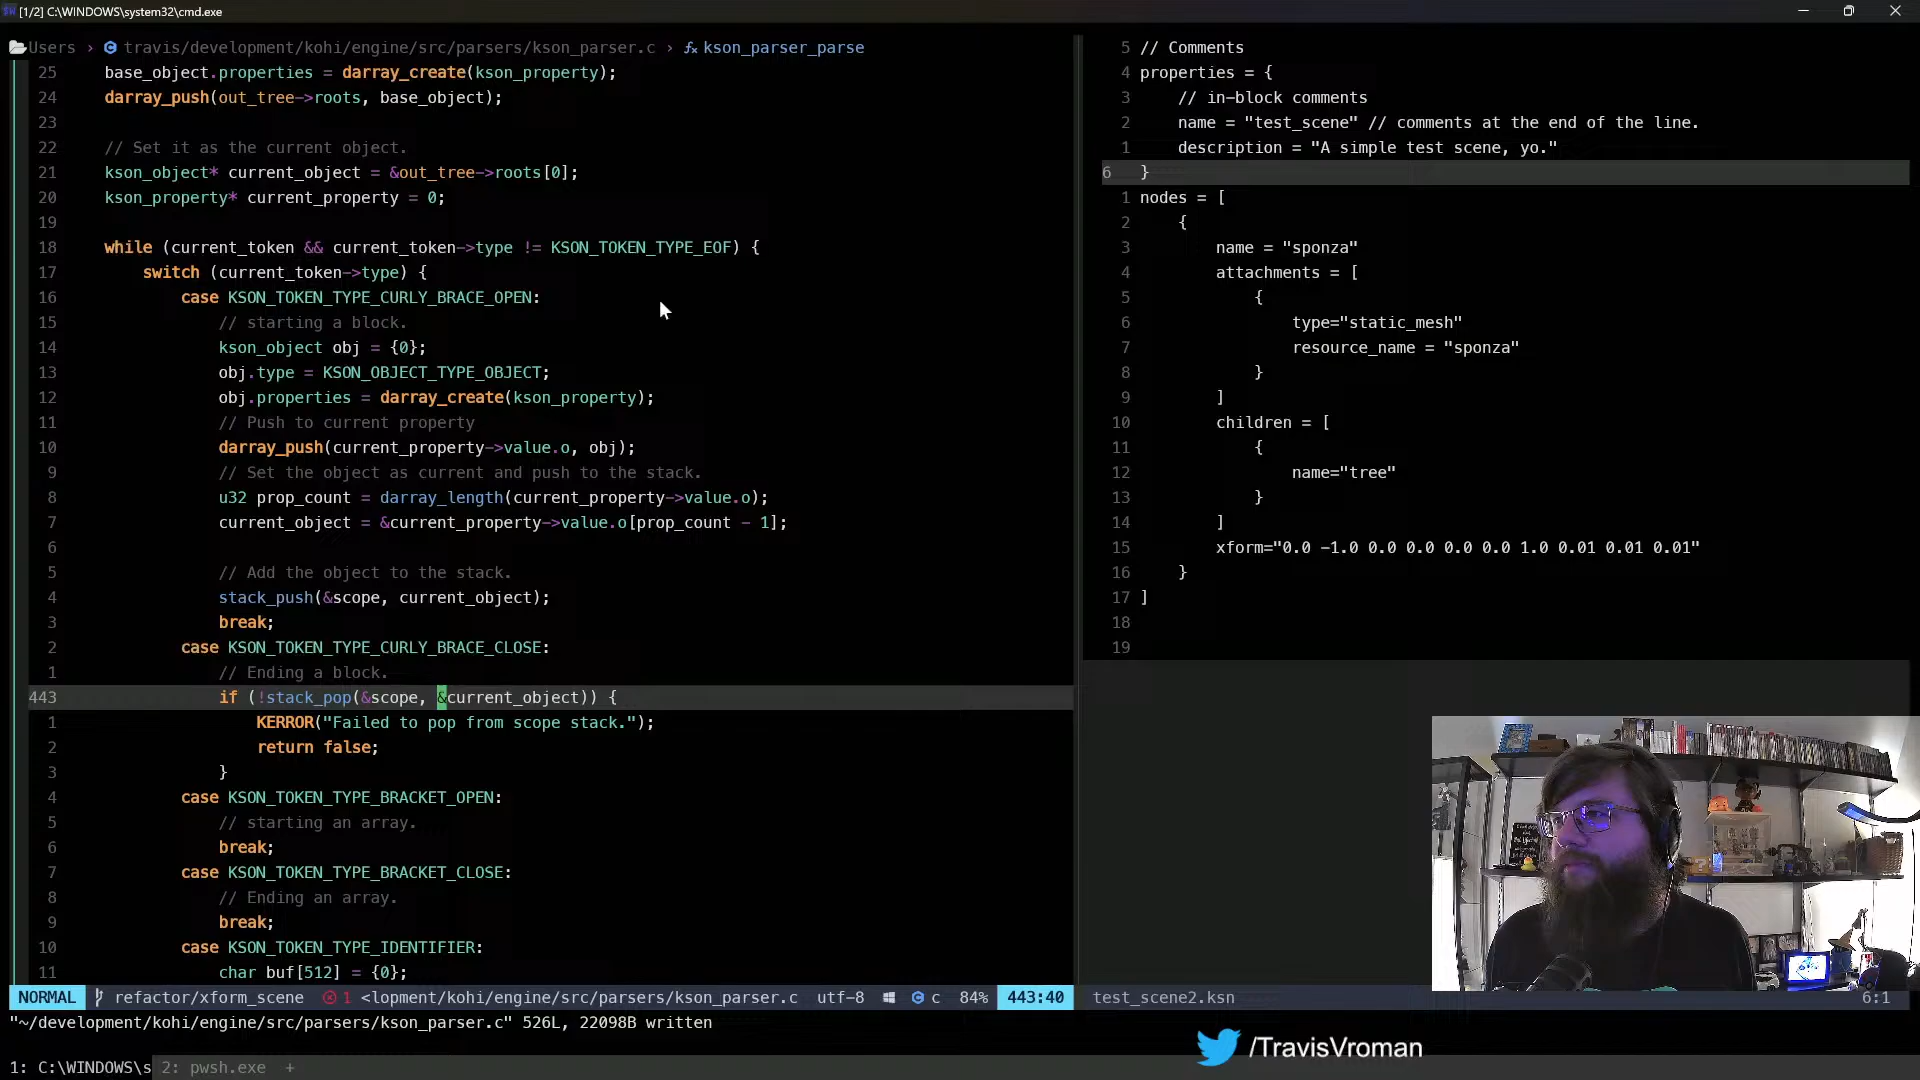 [1/2] C:\WINDOWS\system32\cmd.exe
Users › travis/development/kohi/engine/src/parsers/kson_parser.c › kson_parser_parse
25 base_object.properties = darray_create(kson_property);
24 darray_push(out_tree->roots, base_object);
23
22 // Set it as the current object.
21 kson_object* current_object = &out_tree->roots[0];
20 kson_property* current_property = 0;
19
18 while (current_token && current_token->type != KSON_TOKEN_TYPE_EOF) {
17 switch (current_token->type) {
16 case KSON_TOKEN_TYPE_CURLY_BRACE_OPEN:
15 // starting a block.
14 kson_object obj = {0};
13 obj.type = KSON_OBJECT_TYPE_OBJECT;
12 obj.properties = darray_create(kson_property);
11 // Push to current property
10 darray_push(current_property->value.o, obj);
9 // Set the object as current and push to the stack.
8 u32 prop_count = darray_length(current_property->value.o);
7 current_object = &current_property->value.o[prop_count - 1];
6
5 // Add the object to the stack.
4 stack_push(&scope, current_object);
3 break;
2 case KSON_TOKEN_TYPE_CURLY_BRACE_CLOSE:
1 // Ending a block.
443 if (!stack_pop(&scope, &current_object)) {
1 KERROR("Failed to pop from scope stack.");
2 return false;
3 }
4 case KSON_TOKEN_TYPE_BRACKET_OPEN:
5 // starting an array.
6 break;
7 case KSON_TOKEN_TYPE_BRACKET_CLOSE:
8 // Ending an array.
9 break;
10 case KSON_TOKEN_TYPE_IDENTIFIER:
11 char buf[512] = {0};
NORMAL refactor/xform_scene 1 <lopment/kohi/engine/src/parsers/kson_parser.c utf-8 c 84% 443:40
"~/development/kohi/engine/src/parsers/kson_parser.c" 526L, 22098B written
1: C:\WINDOWS\s 2: pwsh.exe +
5 // Comments
4 properties = {
3 // in-block comments
2 name = "test_scene" // comments at the end of the line.
1 description = "A simple test scene, yo."
6 }
1 nodes = [
2 {
3 name = "sponza"
4 attachments = [
5 {
6 type="static_mesh"
7 resource_name = "sponza"
8 }
9 ]
10 children = [
11 {
12 name="tree"
13 }
14 ]
15 xform="0.0 -1.0 0.0 0.0 0.0 0.0 1.0 0.01 0.01 0.01"
16 }
17 ]
18
19
test_scene2.ksn 6:1
/TravisVroman